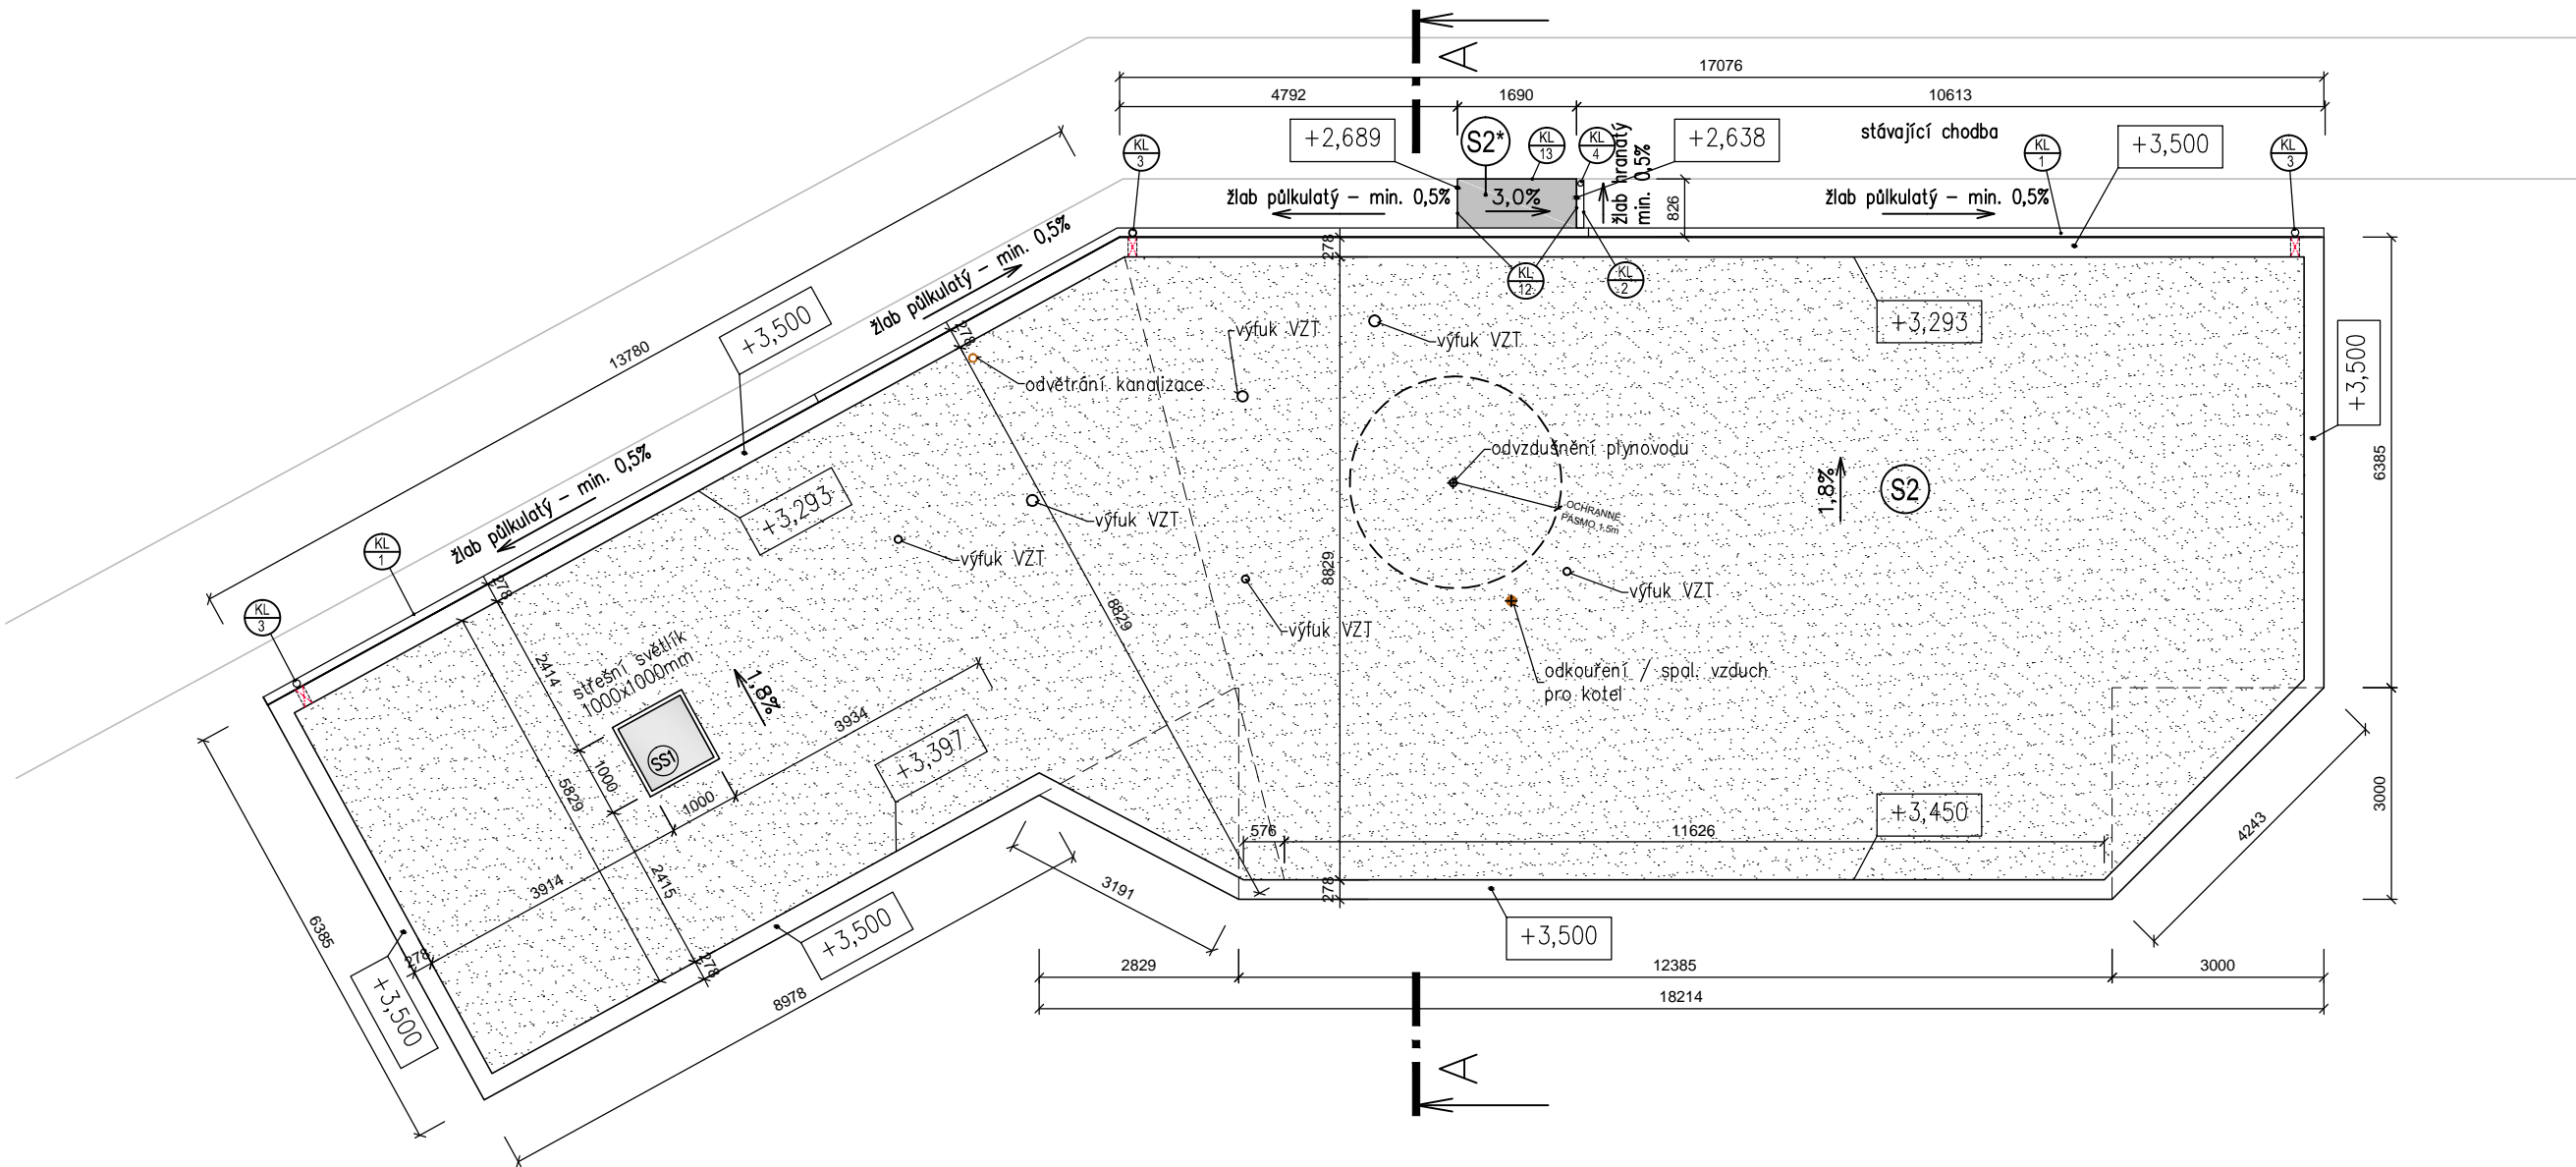 A
17076
4792
1690
10613
+2,689
S2*
KL
13
KL
4
+2,638
stávající chodba
KL
1
+3,500
KL
3
KL
3
žlab půlkulatý – min. 0,5%
3,0%
žlab hranatý
min. 0,5%
826
žlab půlkulatý – min. 0,5%
278
KL
12
KL
2
+3,293
+3,500
6385
13780
+3,500
žlab půlkulatý – min. 0,5%
278
odvětrání kanalizace
výfuk VZT
výfuk VZT
odvzdušnění plynovodu
OCHRANNÉ
PÁSMO 1,5m
1,8%
S2
žlab půlkulatý – min. 0,5%
+3,293
výfuk VZT
výfuk VZT
KL
1
KL
3
278
8829
8829
výfuk VZT
výfuk VZT
odkouření / spal. vzduch
pro kotel
2414
střešní světlík
1000x1000mm
SS1
1,8%
3934
+3,397
1000
1000
5829
2415
3914
278
278
6385
+3,500
+3,500
8978
3191
576
11626
+3,450
278
+3,500
3000
4243
2829
12385
3000
18214
A